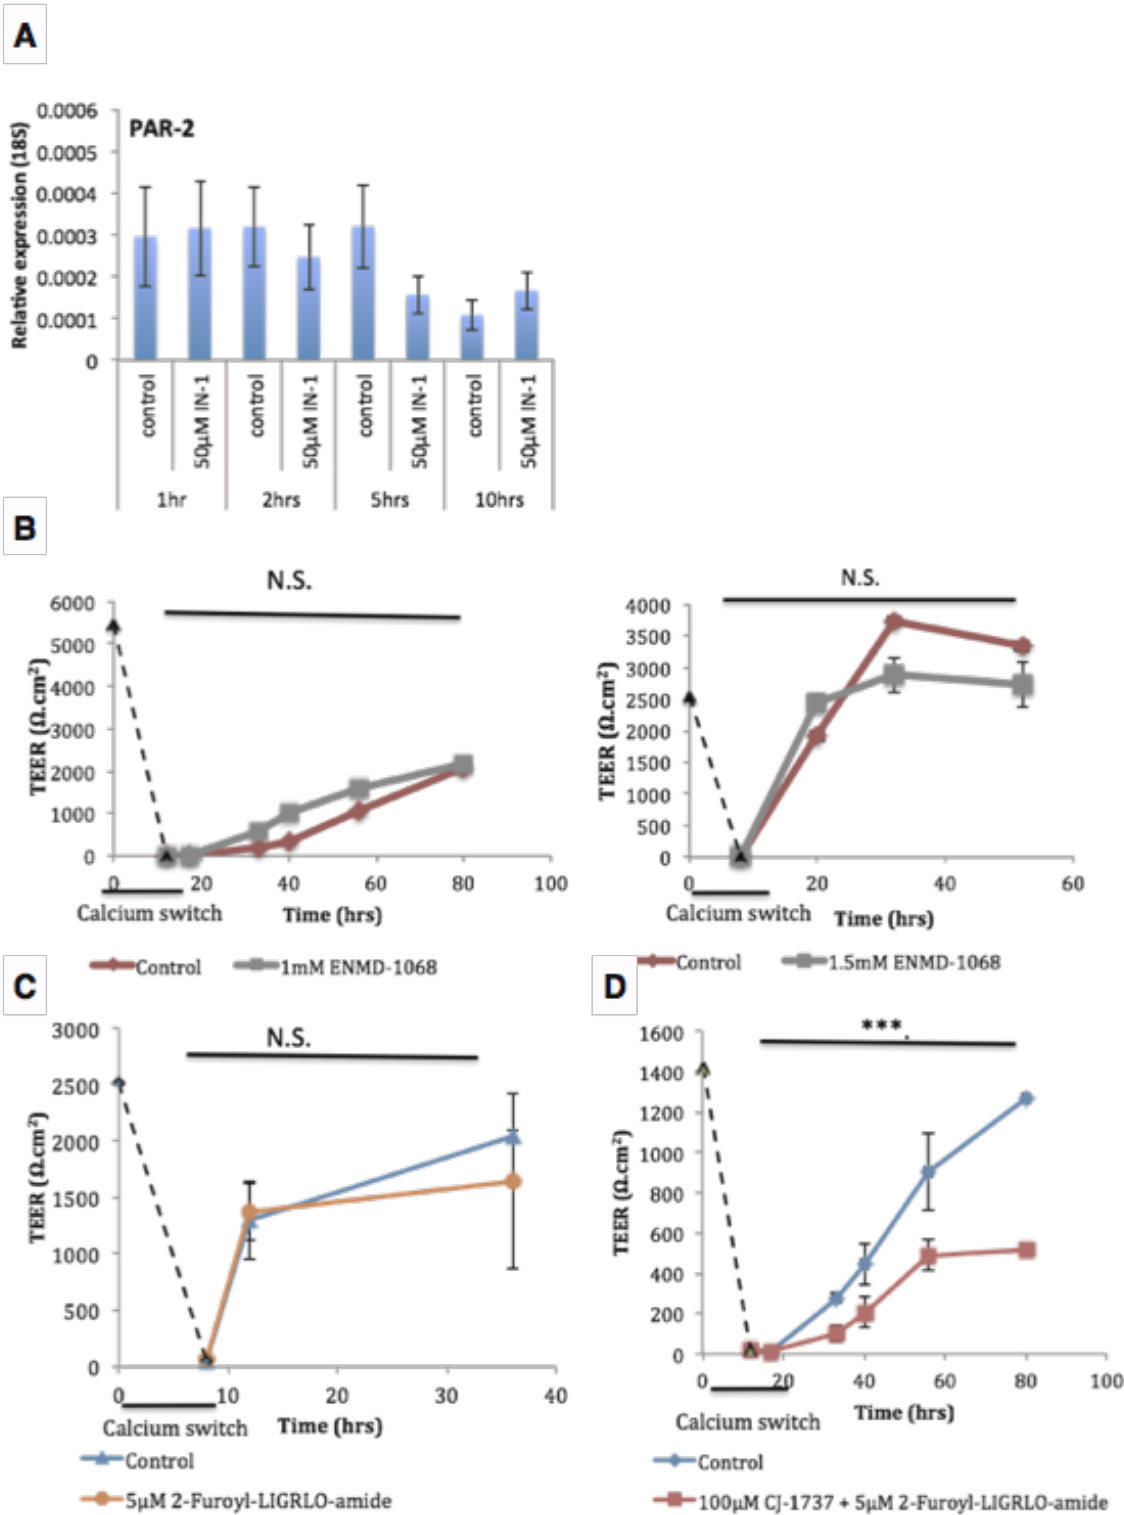 A
PAR-2
Relative expression (18S)
0.0006
0.0005
0.0004
0.0003
0.0002
0.0001
0
control
50µM IN-1
control
50µM IN-1
control
50µM IN-1
control
50µM IN-1
1hr
2hrs
5hrs
10hrs
B
N.S.
TEER (Ω.cm²)
6000
5000
4000
3000
2000
1000
0
0
20
40
60
80
100
Calcium switch
Time (hrs)
Control
1mM ENMD-1068
N.S.
TEER (Ω.cm²)
4000
3500
3000
2500
2000
1500
1000
500
0
0
20
40
60
Calcium switch
Time (hrs)
Control
1.5mM ENMD-1068
C
N.S.
TEER (Ω.cm²)
3000
2500
2000
1500
1000
500
0
0
10
20
30
40
Calcium switch
Time (hrs)
Control
5µM 2-Furoyl-LIGRLO-amide
D
***.
TEER (Ω.cm²)
1600
1400
1200
1000
800
600
400
200
0
0
20
40
60
80
100
Calcium switch
Time (hrs)
Control
100µM CJ-1737 + 5µM 2-Furoyl-LIGRLO-amide